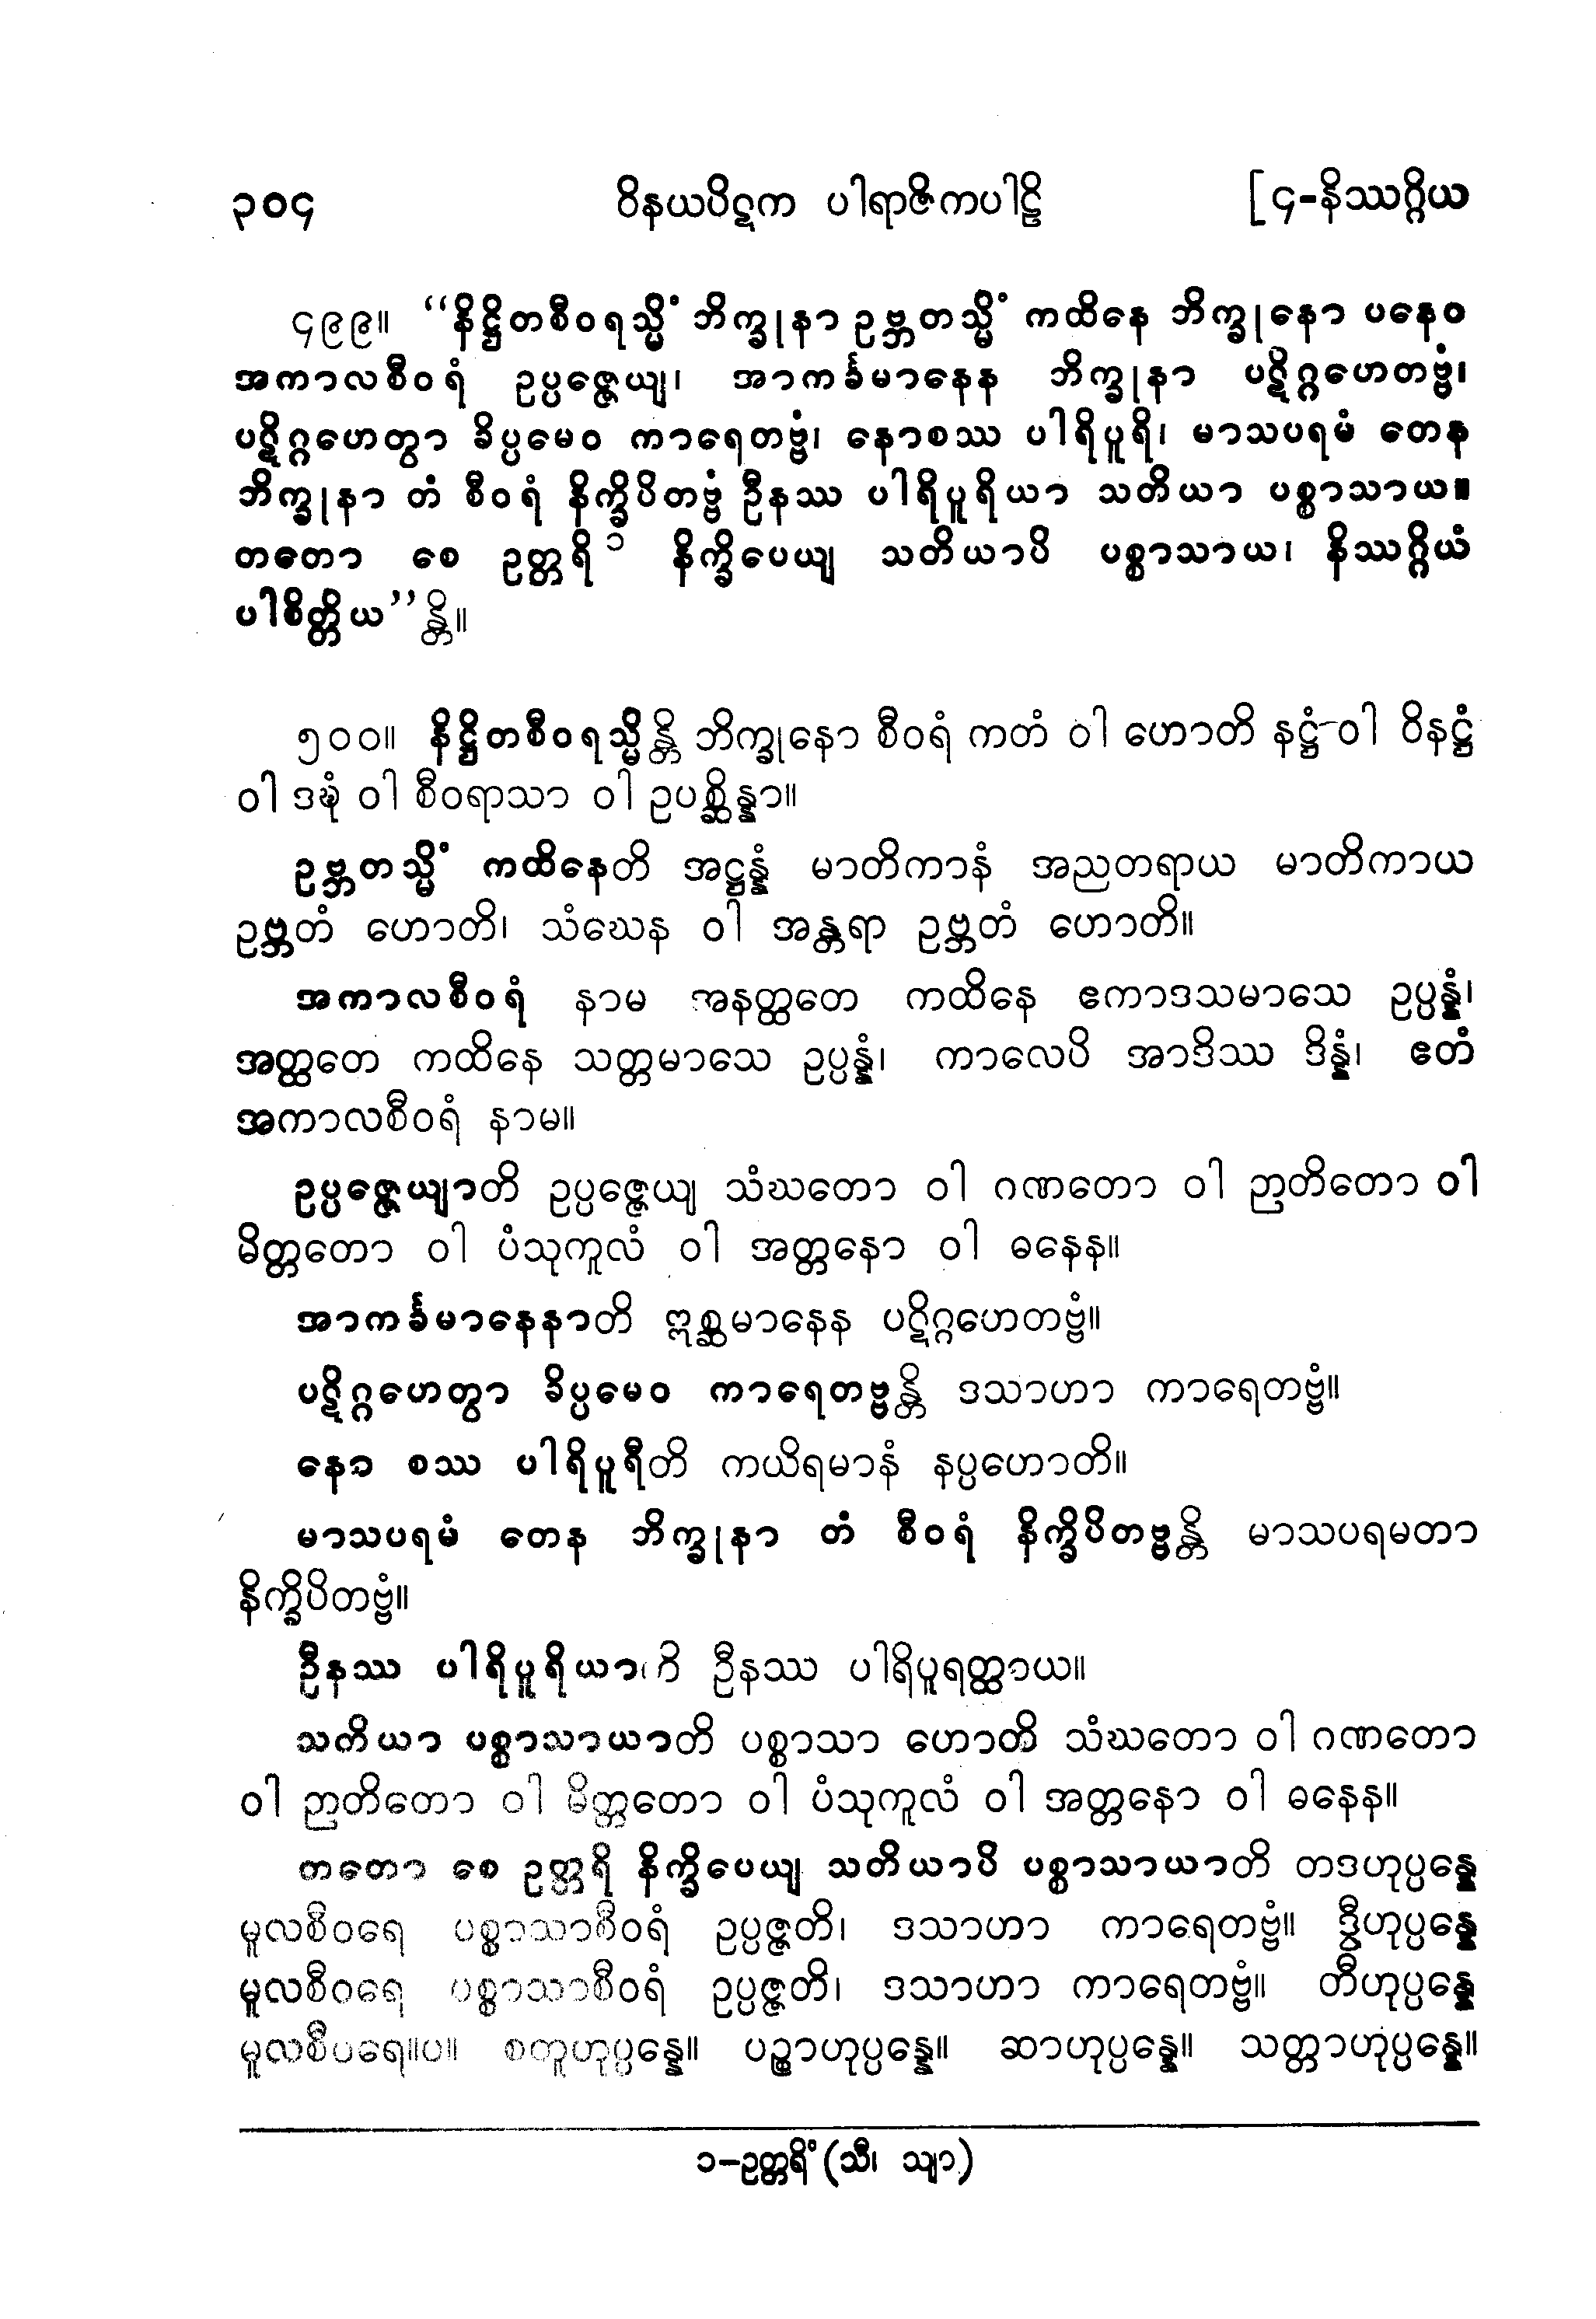 ၃၀၄ ဝိနယပိဋက ပါရာဇိကပါဠိ [၄-နိဿဂ္ဂိယ
၄၉၉။ “နိဋ္ဌိတစီဝရသ္မိံ ဘိက္ခုနာ ဥဗ္ဘတသ္မိံ ကထိနေ ဘိက္ခုနော ပနေဝ
အကာလစီဝရံ ဥပ္ပဇ္ဇေယျ၊ အာကင်္ခမာနေန ဘိက္ခုနာ ပဋိဂ္ဂဟေတဗ္ဗံ၊
ပဋိဂ္ဂဟေတွာ ခိပ္ပမေဝ ကာရေတဗ္ဗံ၊ နောစဿ ပါရိပူရိ၊ မာသပရမံ တေန
ဘိက္ခုနာ တံ စီဝရံ နိက္ခိပိတဗ္ဗံ ဦနဿ ပါရိပူရိယာ သတိယာ ပစ္စာသာယ။
တတော စေ ဥတ္တရိ ၁ နိက္ခိပေယျ သတိယာပိ ပစ္စာသာယ၊ နိဿဂ္ဂိယံ
ပါစိတ္တိယ”န္တိ။
၅၀၀။ နိဋ္ဌိတစီဝရသ္မိန္တိ ဘိက္ခုနော စီဝရံ ကတံ ဝါ ဟောတိ နဋ္ဌံ ဝါ ဝိနဋ္ဌံ
ဝါ ဒဍ္ဎံ ဝါ စီဝရာသာ ဝါ ဥပစ္ဆိန္နာ။
ဥဗ္ဘတသ္မိံ ကထိနေတိ အဋ္ဌန္နံ မာတိကာနံ အညတရာယ မာတိကာယ
ဥဗ္ဘတံ ဟောတိ၊ သံဃေန ဝါ အန္တရာ ဥဗ္ဘတံ ဟောတိ။
အကာလစီဝရံ နာမ အနတ္ထတေ ကထိနေ ဧကာဒသမာသေ ဥပ္ပန္နံ၊
အတ္ထတေ ကထိနေ သတ္တမာသေ ဥပ္ပန္နံ၊ ကာလေပိ အာဒိဿ ဒိန္နံ၊ ဧတံ
အကာလစီဝရံ နာမ။
ဥပ္ပဇ္ဇေယျာတိ ဥပ္ပဇ္ဇေယျ သံဃတော ဝါ ဂဏတော ဝါ ဉာတိတော ဝါ
မိတ္တတော ဝါ ပံသုကူလံ ဝါ အတ္တနော ဝါ ဓနေန။
အာကင်္ခမာနေနာတိ ဣစ္ဆမာနေန ပဋိဂ္ဂဟေတဗ္ဗံ။
ပဋိဂ္ဂဟေတွာ ခိပ္ပမေဝ ကာရေတဗ္ဗန္တိ ဒသာဟာ ကာရေတဗ္ဗံ။
နော စဿ ပါရိပူရီတိ ကယိရမာနံ နပ္ပဟောတိ။
မာသပရမံ တေန ဘိက္ခုနာ တံ စီဝရံ နိက္ခိပိတဗ္ဗန္တိ မာသပရမတာ
နိက္ခိပိတဗ္ဗံ။
ဦနဿ ပါရိပူရိယာတိ ဦနဿ ပါရိပူရတ္ထာယ။
သတိယာ ပစ္စာသာယာတိ ပစ္စာသာ ဟောတိ သံဃတော ဝါ ဂဏတော
ဝါ ဉာတိတော ဝါ မိတ္တတော ဝါ ပံသုကူလံ ဝါ အတ္တနော ဝါ ဓနေန။
တတော စေ ဥတ္တရိ နိက္ခိပေယျ သတိယာပိ ပစ္စာသာယာတိ တဒဟုပ္ပန္နေ
မူလစီဝရေ ပစ္စာသာစီဝရံ ဥပ္ပဇ္ဇတိ၊ ဒသာဟာ ကာရေတဗ္ဗံ။ ဒွီဟုပ္ပန္နေ
မူလစီဝရေ ပစ္စာသာစီဝရံ ဥပ္ပဇ္ဇတိ၊ ဒသာဟာ ကာရေတဗ္ဗံ။ တီဟုပ္ပန္နေ
မူလစီဝရေ။ပ။ စတူဟုပ္ပန္နေ။ ပဉ္စာဟုပ္ပန္နေ။ ဆာဟုပ္ပန္နေ။ သတ္တာဟုပ္ပန္နေ။
၁-ဥတ္တရိံ (သီ၊ သျာ)